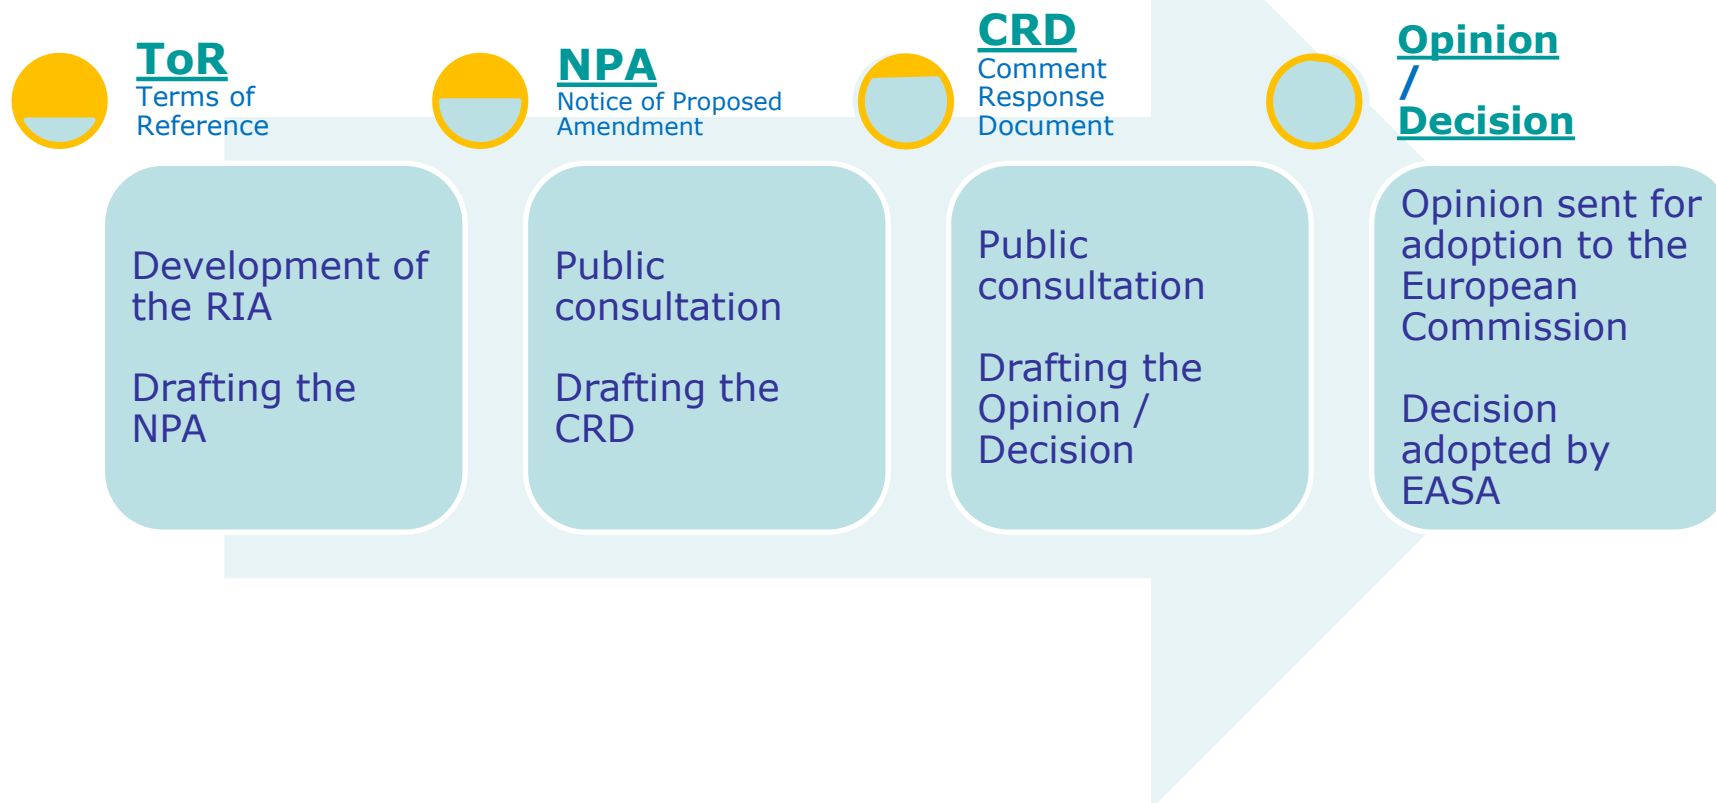 ToR
Terms of
Reference
Development of
the RIA
Drafting the
NPA
NPA
Notice of Proposed
Amendment
Public
consultation
Drafting the
CRD
CRD
Comment
Response
Document
Public
consultation
Drafting the
Opinion /
Decision
Opinion
/
Decision
Opinion sent for
adoption to the
European
Commission
Decision
adopted by
EASA